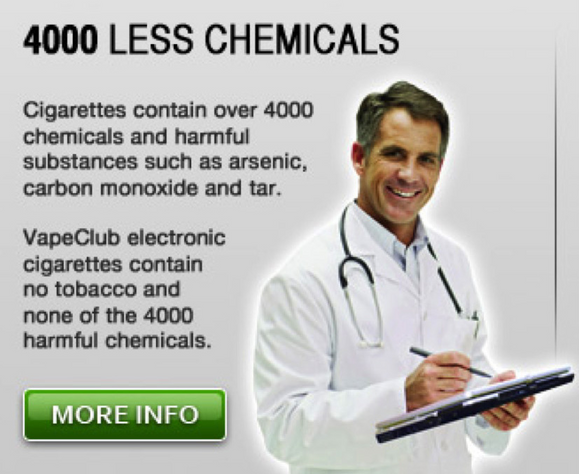 4000 LESS CHEMICALS
Cigarettes contain over 4000
chemicals and harmful
substances such as arsenic,
carbon monoxide and tar.
VapeClub electronic
cigarettes contain
no tobacco and
none of the 4000
harmful chemicals.
MORE INFO